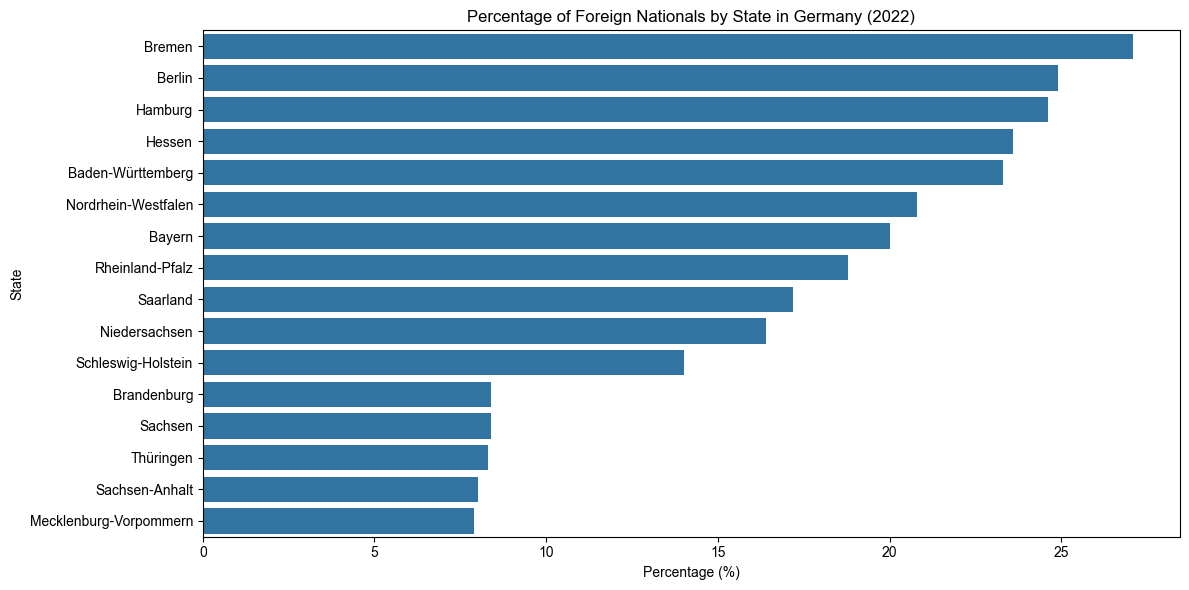 Percentage of Foreign Nationals by State in Germany (2022)
Bremen
Berlin
Hamburg
Hessen
Baden-Württemberg
Nordrhein-Westfalen
Bayern
Rheinland-Pfalz
Saarland
Niedersachsen
Schleswig-Holstein
Brandenburg
Sachsen
Thüringen
Sachsen-Anhalt
Mecklenburg-Vorpommern
State
0 5 10 15 20 25
Percentage (%)